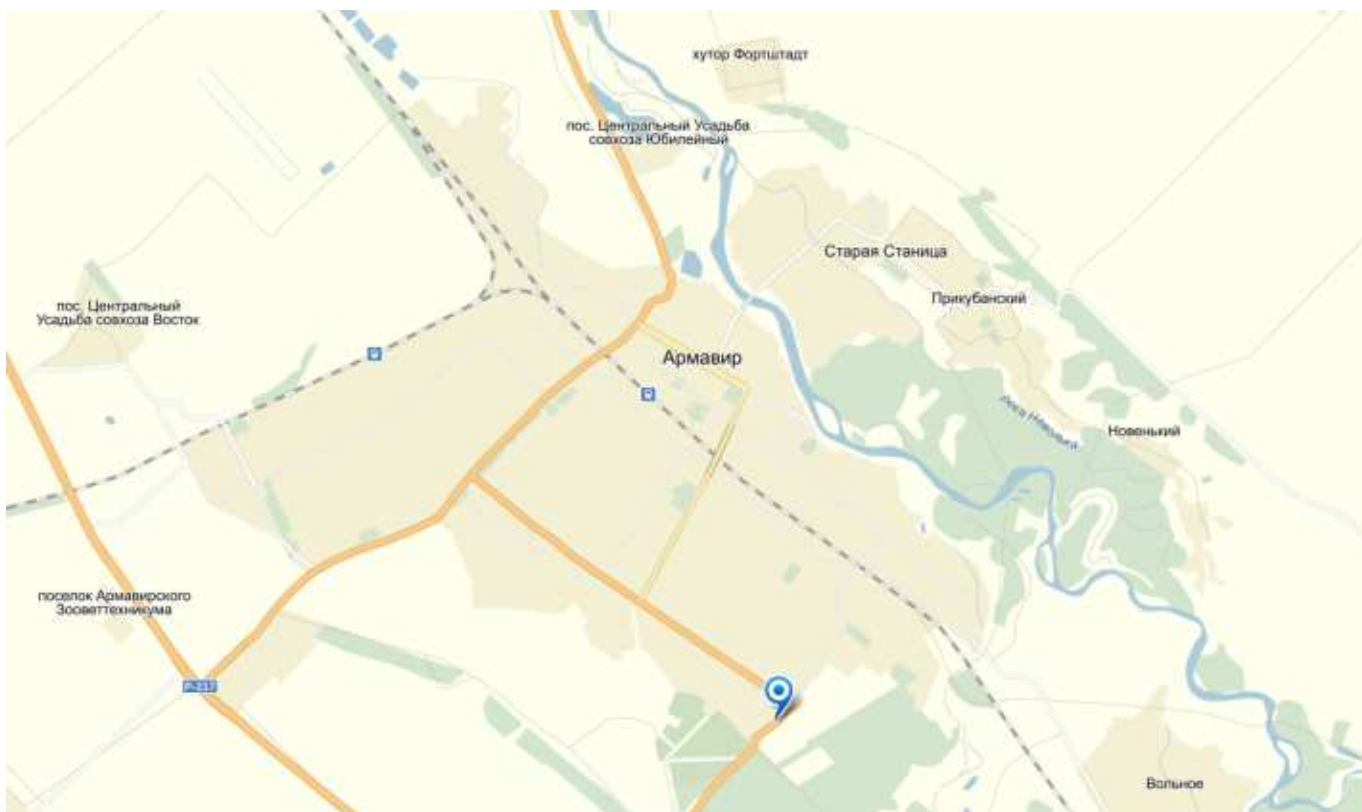 хутор Фортштадт
пос. Центральный Усадьба
совхоза Юбилейный
Старая Станица
Прикубанский
пос. Центральный
Усадьба совхоза Восток
Армавир
Новенький
поселок Армавирского
Зооветтехникума
Р-217
Вольное